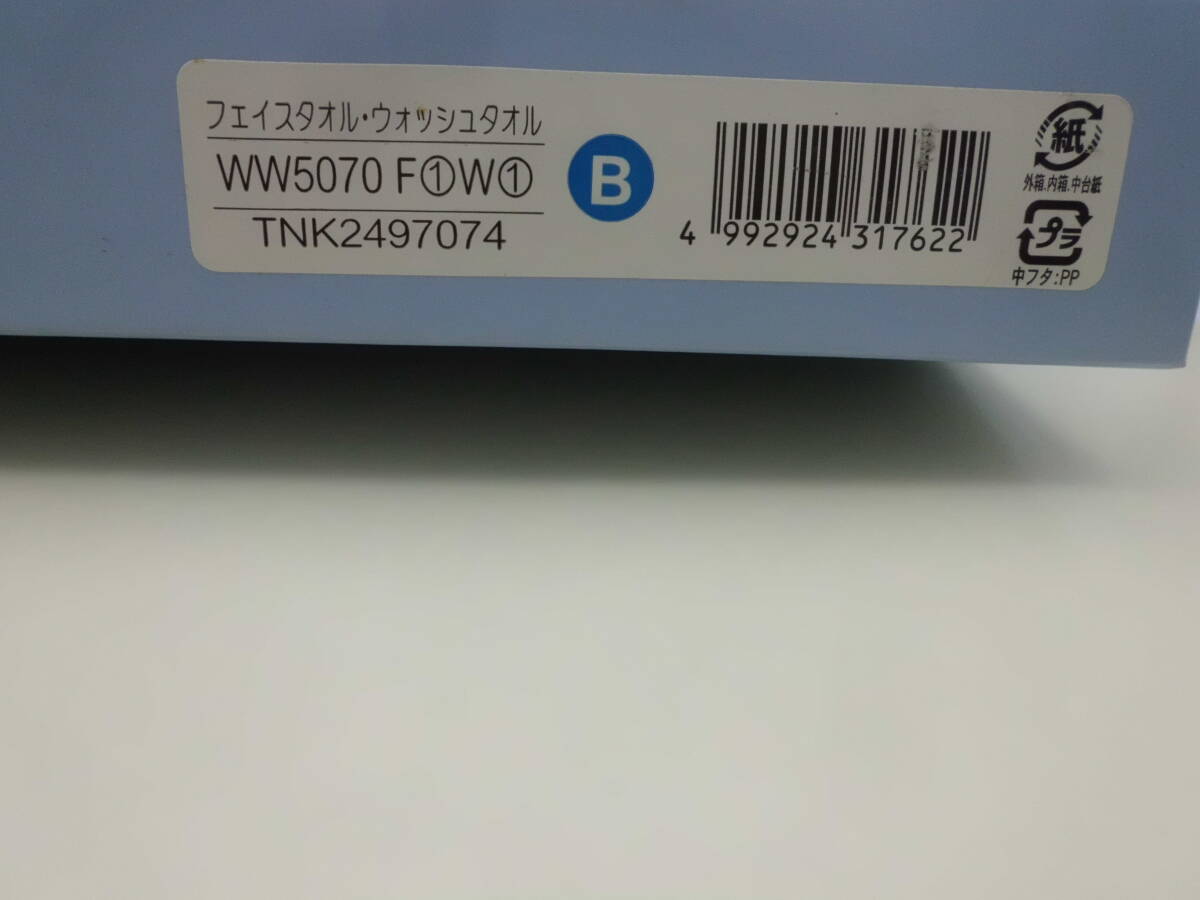 フェイスタオル・ウォッシュタオル
WW5070 F①W①
TNK2497074
B
4 992924 317622
紙
外箱.内箱.中台紙
プラ
中フタ:PP